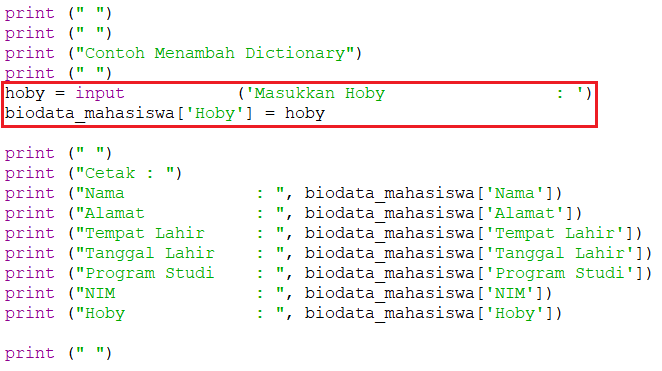 print (" ")
print (" ")
print ("Contoh Menambah Dictionary")
print (" ")
hoby = input           ('Masukkan Hoby                 : ')
biodata_mahasiswa['Hoby'] = hoby
print (" ")
print ("Cetak : ")
print ("Nama             : ", biodata_mahasiswa['Nama'])
print ("Alamat           : ", biodata_mahasiswa['Alamat'])
print ("Tempat Lahir     : ", biodata_mahasiswa['Tempat Lahir'])
print ("Tanggal Lahir    : ", biodata_mahasiswa['Tanggal Lahir'])
print ("Program Studi    : ", biodata_mahasiswa['Program Studi'])
print ("NIM              : ", biodata_mahasiswa['NIM'])
print ("Hoby             : ", biodata_mahasiswa['Hoby'])
print (" ")